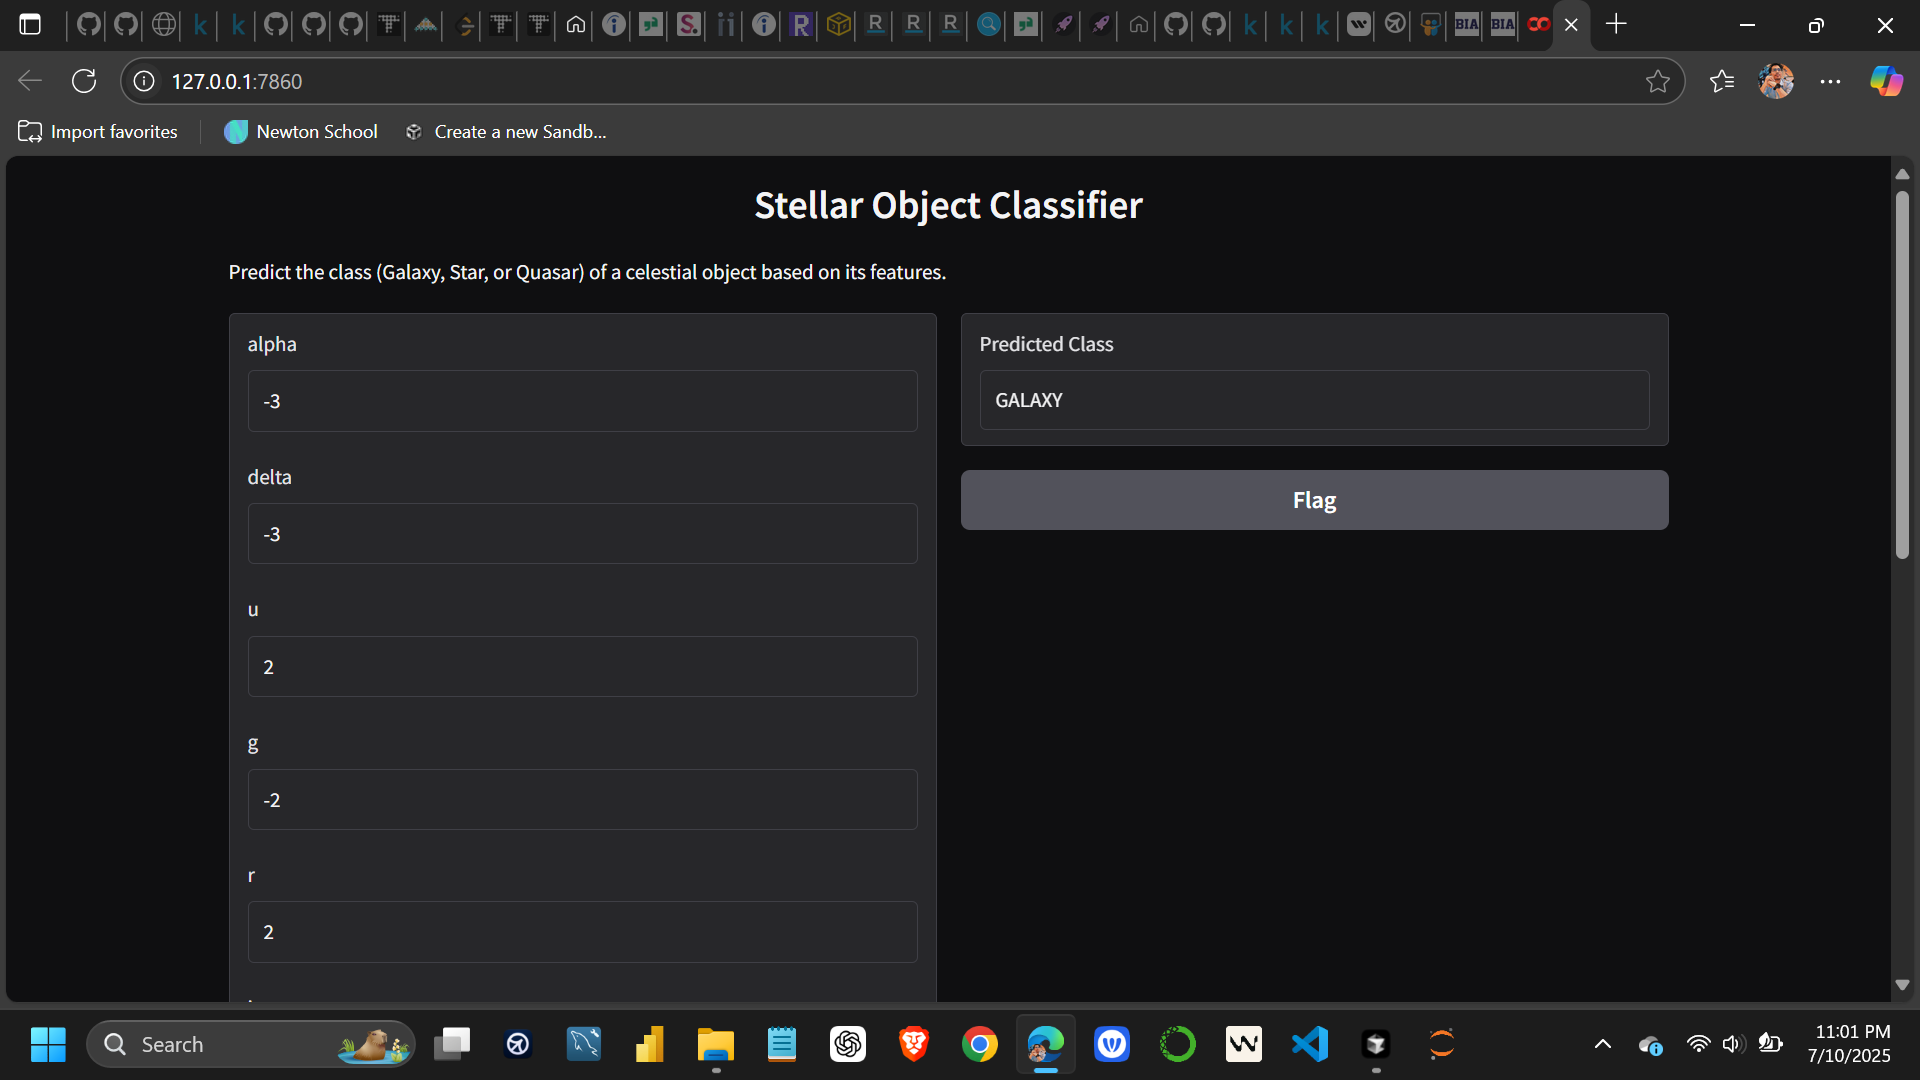 BIA
BIA
127.0.0.1:7860
Import favorites
Newton School
Create a new Sandb...
Stellar Object Classifier
Predict the class (Galaxy, Star, or Quasar) of a celestial object based on its features.
alpha
-3
delta
-3
u
2
g
-2
r
2
Predicted Class
GALAXY
Flag
Search
11:01 PM
7/10/2025